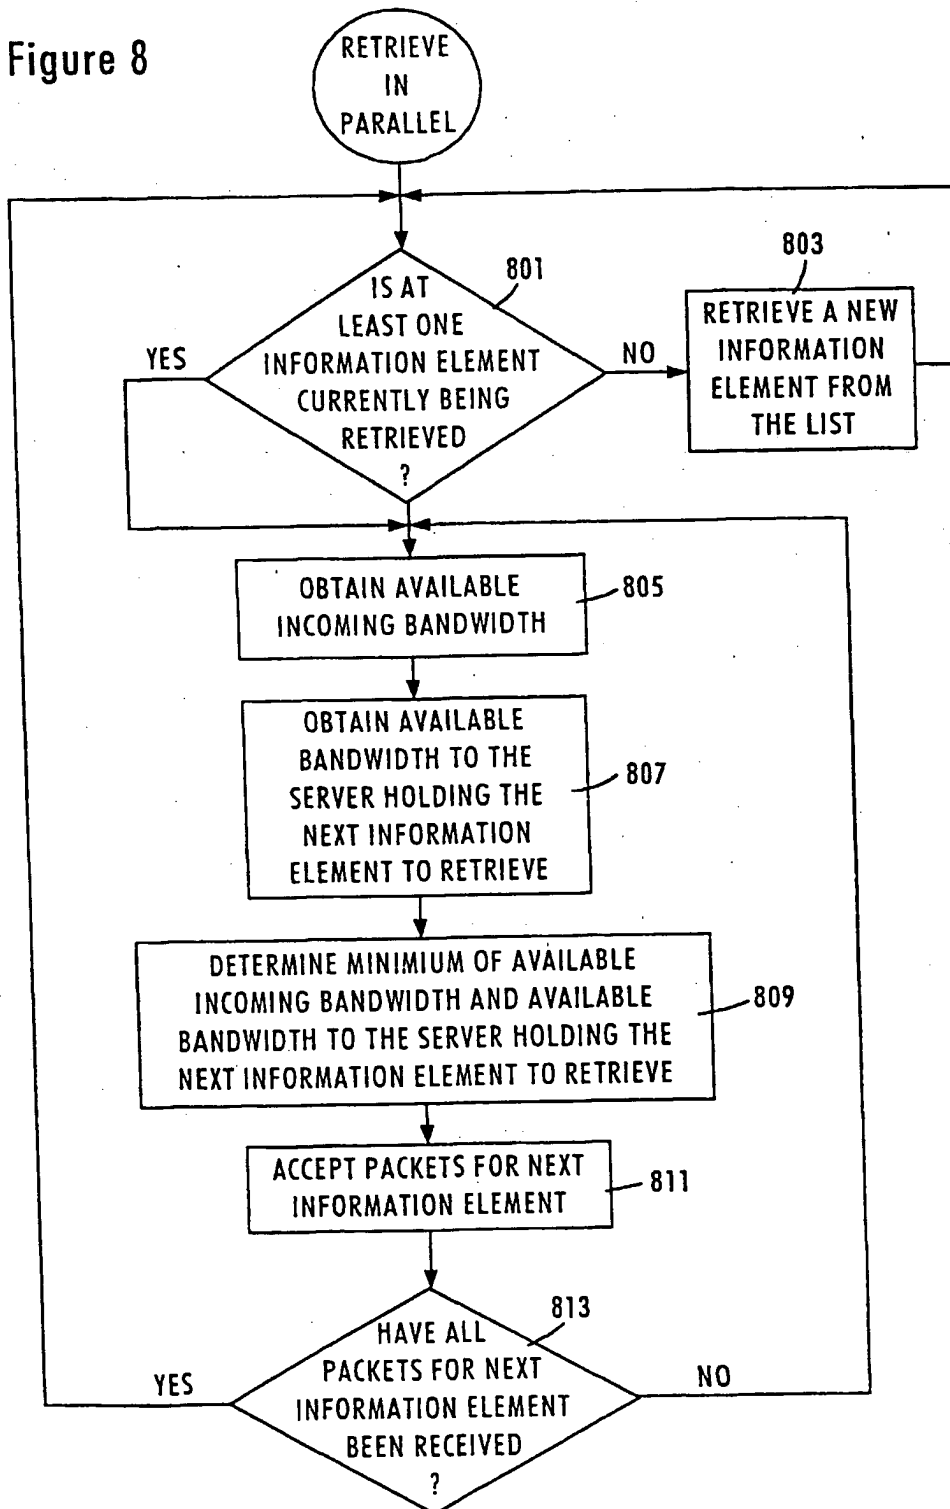 Figure 8
RETRIEVE
IN
PARALLEL
801
IS AT
LEAST ONE
INFORMATION ELEMENT
CURRENTLY BEING
RETRIEVED
?
YES
NO
803
RETRIEVE A NEW
INFORMATION
ELEMENT FROM
THE LIST
OBTAIN AVAILABLE
INCOMING BANDWIDTH
805
OBTAIN AVAILABLE
BANDWIDTH TO THE
SERVER HOLDING THE
NEXT INFORMATION
ELEMENT TO RETRIEVE
807
DETERMINE MINIMIUM OF AVAILABLE
INCOMING BANDWIDTH AND AVAILABLE
BANDWIDTH TO THE SERVER HOLDING THE
NEXT INFORMATION ELEMENT TO RETRIEVE
809
ACCEPT PACKETS FOR NEXT
INFORMATION ELEMENT
811
813
HAVE ALL
PACKETS FOR NEXT
INFORMATION ELEMENT
BEEN RECEIVED
?
YES
NO